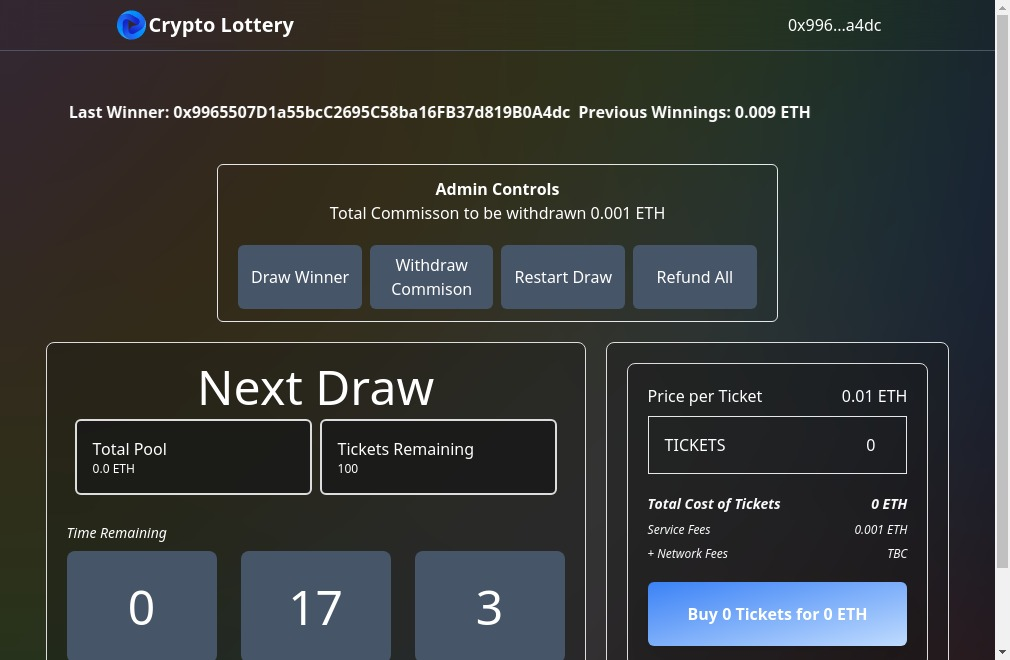 Crypto Lottery
0x996...a4dc
Last Winner: 0x9965507D1a55bcC2695C58ba16FB37d819B0A4dc Previous Winnings: 0.009 ETH
Admin Controls
Total Commisson to be withdrawn 0.001 ETH
Draw Winner
Withdraw
Commison
Restart Draw
Refund All
Next Draw
Total Pool
0.0 ETH
Tickets Remaining
100
Time Remaining
0
17
3
Price per Ticket 0.01 ETH
TICKETS 0
Total Cost of Tickets 0 ETH
Service Fees 0.001 ETH
+ Network Fees TBC
Buy 0 Tickets for 0 ETH